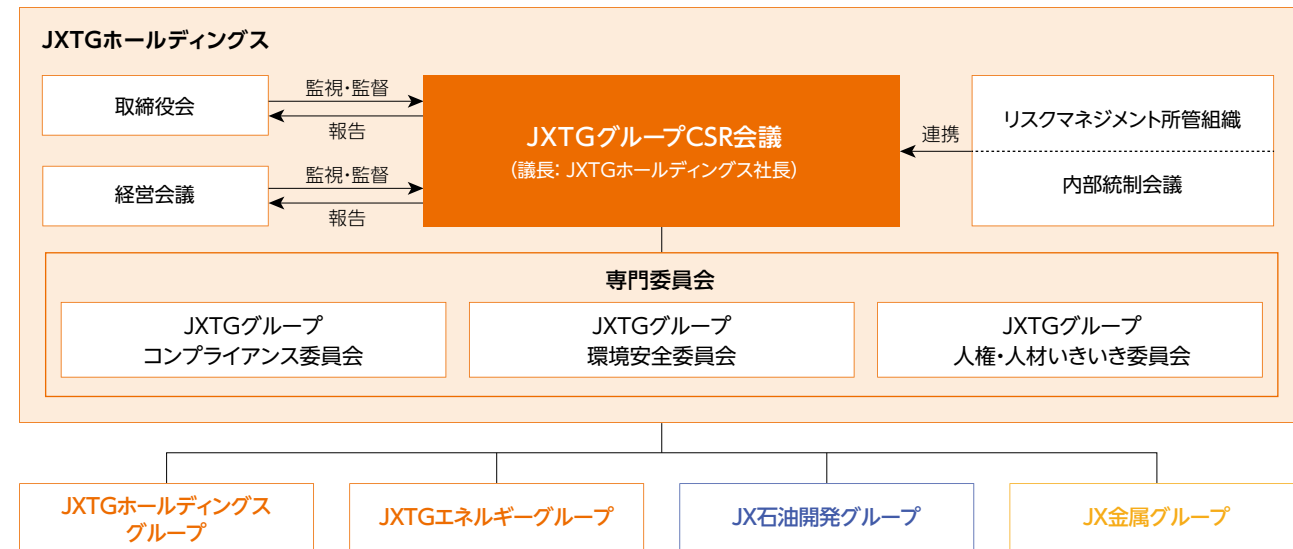 JXTGホールディングス
取締役会
監視・監督
報告
経営会議
監視・監督
報告
JXTGグループCSR会議
(議長: JXTGホールディングス社長)
連携
リスクマネジメント所管組織
内部統制会議
専門委員会
JXTGグループ
コンプライアンス委員会
JXTGグループ
環境安全委員会
JXTGグループ
人権・人材いきいき委員会
JXTGホールディングス
グループ
JXTGエネルギーグループ
JX石油開発グループ
JX金属グループ